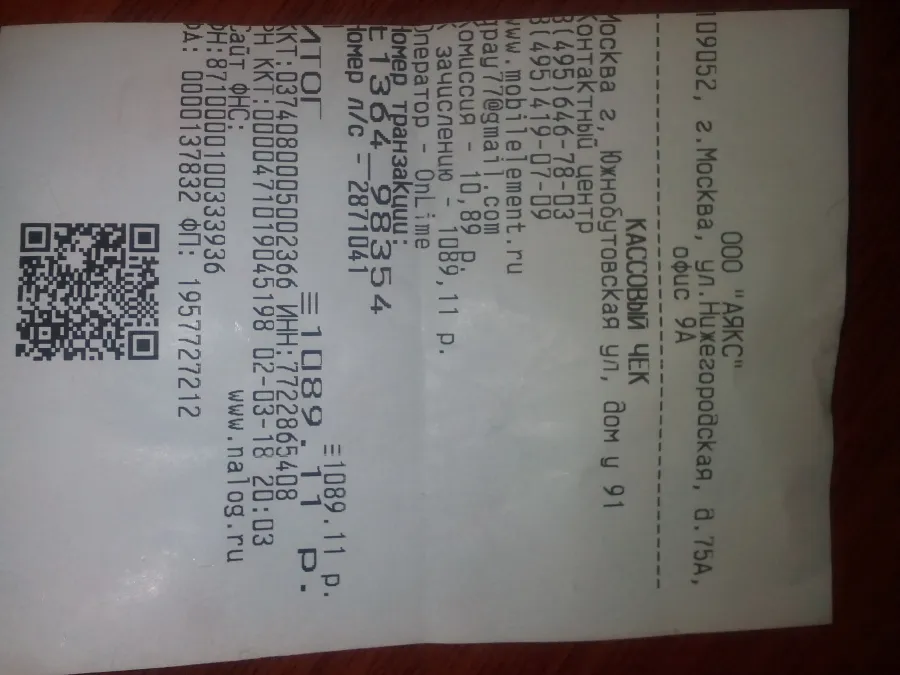 ООО "АЯКС"
109052, г.Москва, ул.Нижегородская, д.75А,
офис 9А
------------------------------------------
КАССОВЫЙ ЧЕК
Москва г, Южнобутовская ул, дом у 91
Контактный центр
8(495)646-78-03
8(495)419-07-09
www.mobilelement.ru
gpay77@gmail.com
Комиссия - 10,89 р.
К зачислению - 1089,11 р.
Оператор - OnLime
Номер транзакции:
1364__98354
Номер л/с - 2871041
≡1089.11 р.
ИТОГ ≡1089.11 р.
ККТ:0374080005002366 ИНН:7722865408
РН ККТ:0000471019045198 02-03-18 20:03
Сайт ФНС: www.nalog.ru
ФН:8710000100333936
ФД: 0000137832 ФП: 1957727212